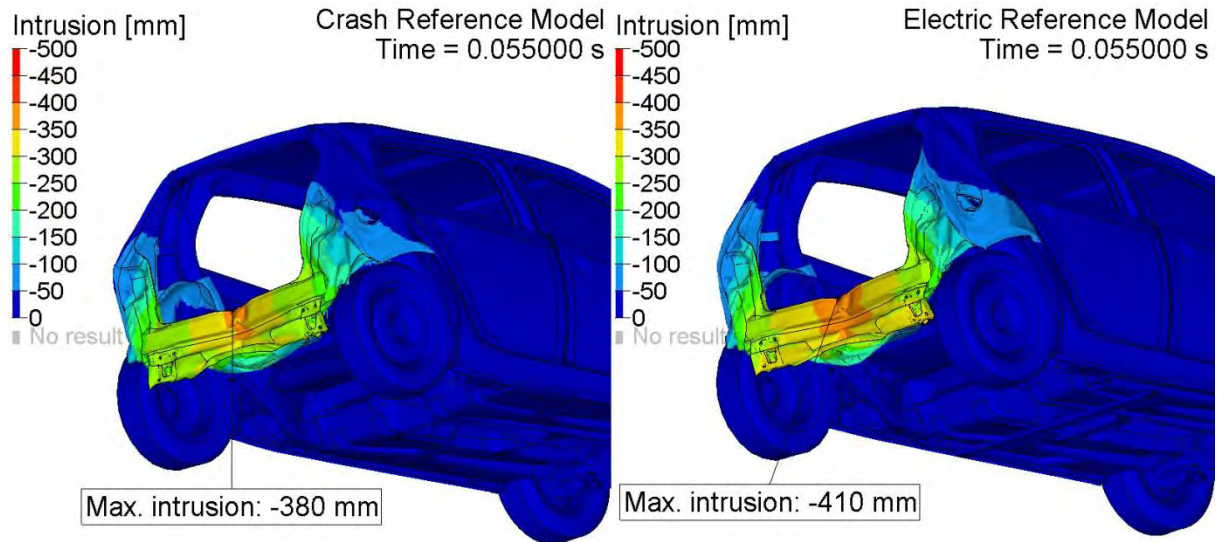 Intrusion [mm]
Crash Reference Model
Time = 0.055000 s
-500
-450
-400
-350
-300
-250
-200
-150
-100
-50
0
No result
Max. intrusion: -380 mm
Intrusion [mm]
Electric Reference Model
Time = 0.055000 s
-500
-450
-400
-350
-300
-250
-200
-150
-100
-50
0
No result
Max. intrusion: -410 mm